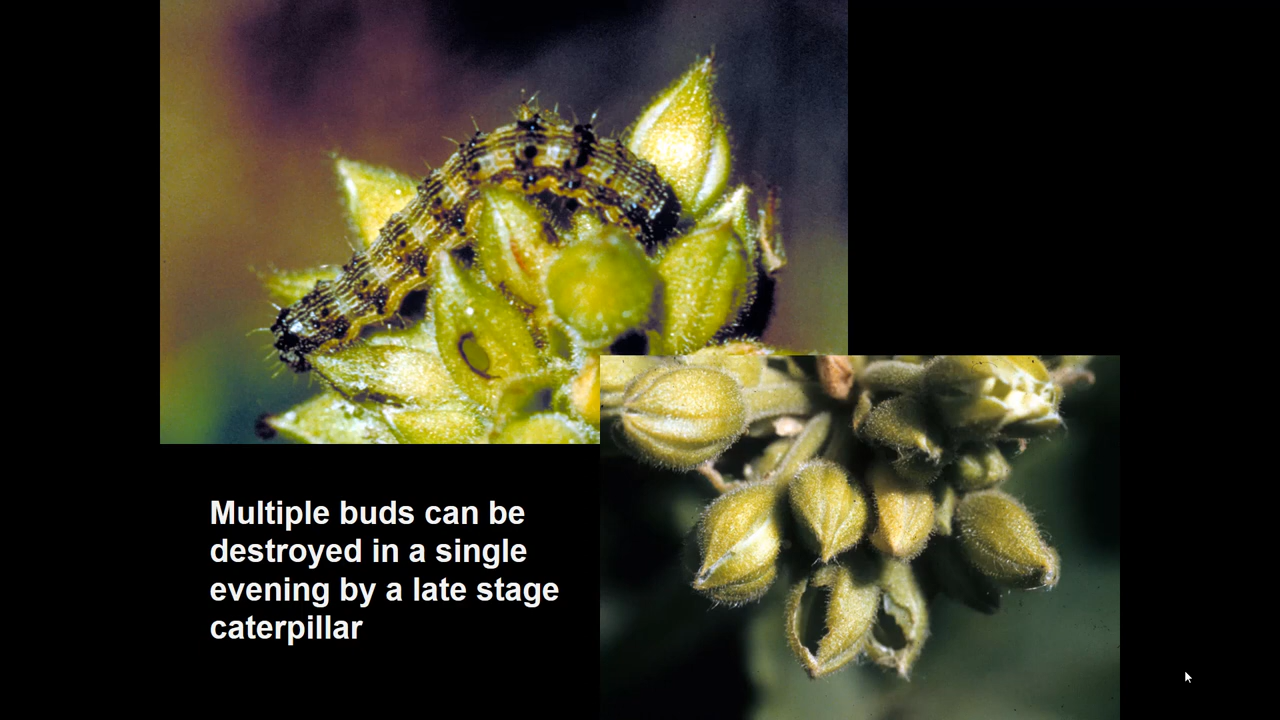 Multiple buds can be
destroyed in a single
evening by a late stage
caterpillar